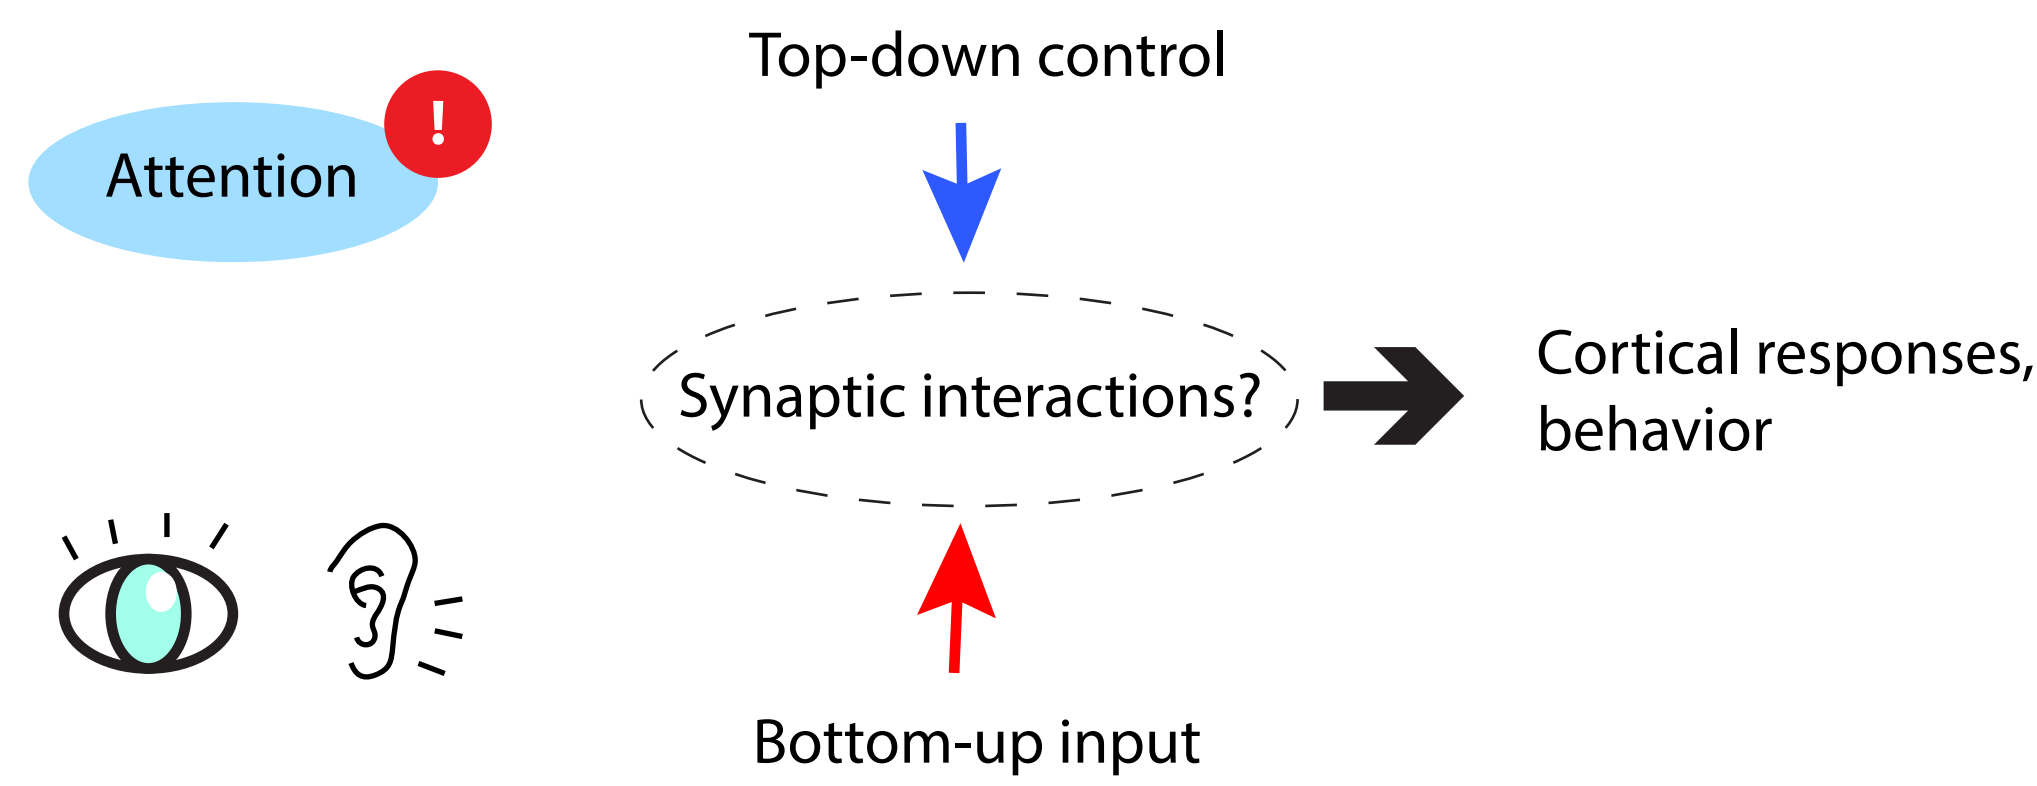 Top-down control
!
Attention
Synaptic interactions?
Cortical responses,
behavior
Bottom-up input